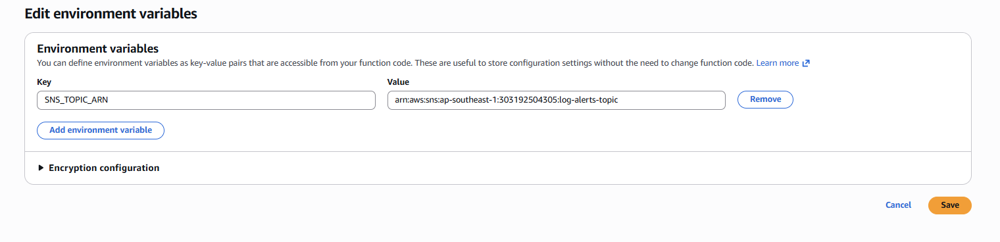 Edit environment variables
Environment variables
You can define environment variables as key-value pairs that are accessible from your function code. These are useful to store configuration settings without the need to change function code. Learn more
Key Value
SNS_TOPIC_ARN arn:aws:sns:ap-southeast-1:303192504305:log-alerts-topic Remove
Add environment variable
Encryption configuration
Cancel Save